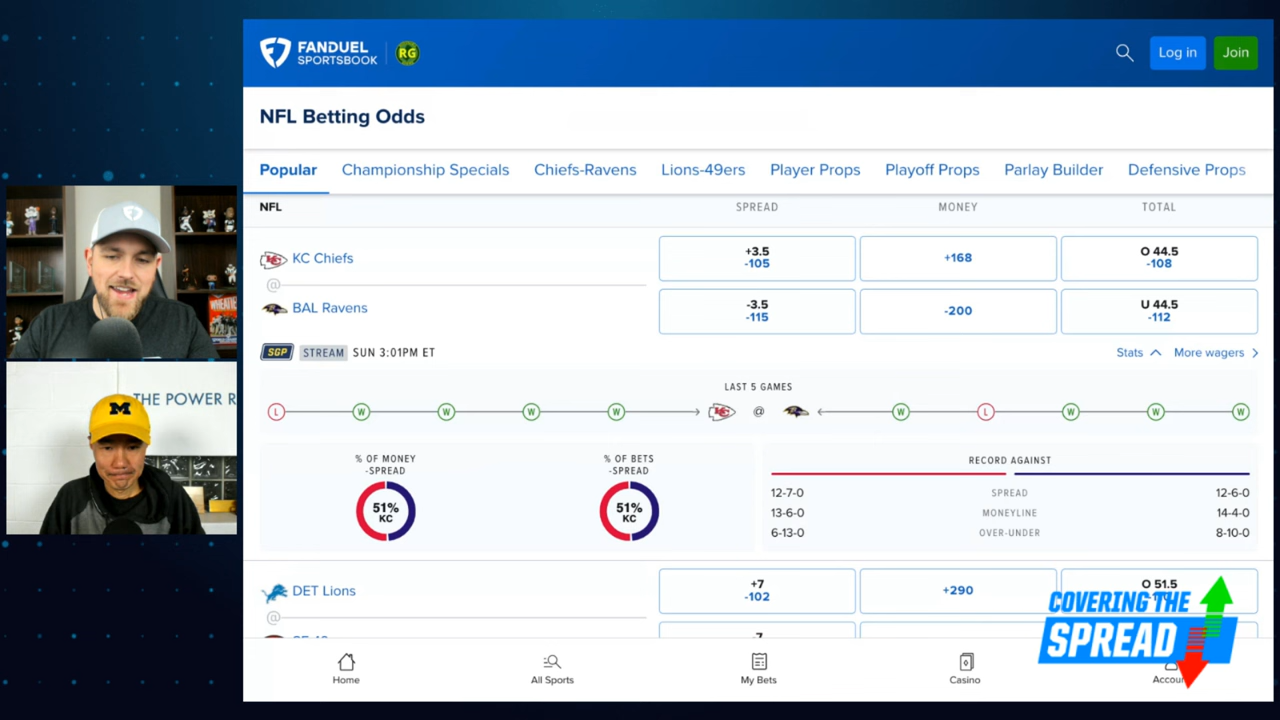 FANDUEL
SPORTSBOOK
RG
Log in
Join
NFL Betting Odds
Popular
Championship Specials
Chiefs-Ravens
Lions-49ers
Player Props
Playoff Props
Parlay Builder
Defensive Props
NFL
SPREAD
MONEY
TOTAL
KC Chiefs
+3.5
-105
+168
O 44.5
-108
@
BAL Ravens
-3.5
-115
-200
U 44.5
-112
SGP
STREAM
SUN 3:01PM ET
Stats
More wagers
LAST 5 GAMES
L
W
W
W
W
@
W
L
W
W
W
% OF MONEY
-SPREAD
51%
KC
% OF BETS
-SPREAD
51%
KC
RECORD AGAINST
12-7-0
SPREAD
12-6-0
13-6-0
MONEYLINE
14-4-0
6-13-0
OVER-UNDER
8-10-0
DET Lions
+7
-102
+290
O 51.5
@
COVERING THE
SPREAD
Home
All Sports
My Bets
Casino
THE POWER R
M
WHEATIES